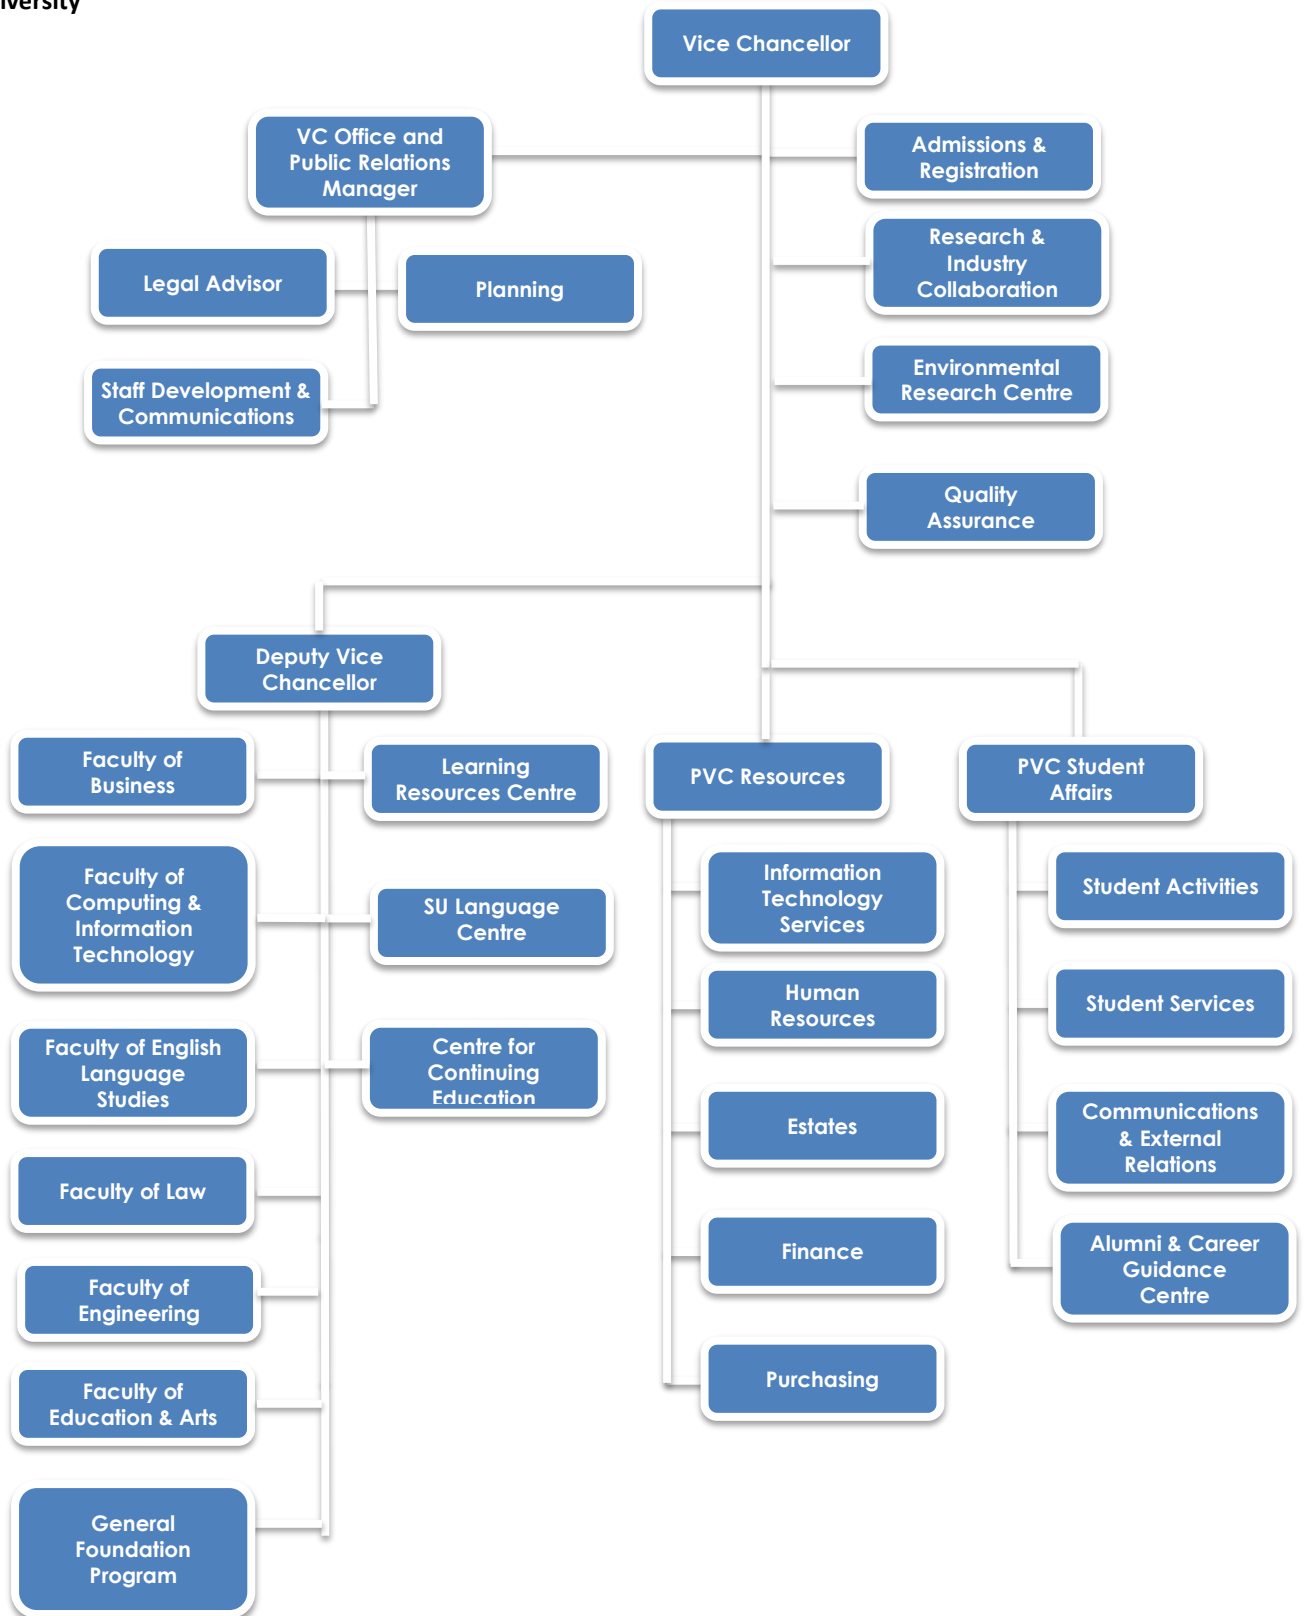 Vice Chancellor
VC Office and
Public Relations
Manager
Admissions &
Registration
Research &
Industry
Collaboration
Legal Advisor
Planning
Environmental
Research Centre
Staff Development &
Communications
Quality
Assurance
Deputy Vice
Chancellor
Faculty of
Business
Learning
Resources Centre
PVC Resources
PVC Student
Affairs
Faculty of
Computing &
Information
Technology
SU Language
Centre
Information
Technology
Services
Student Activities
Human
Resources
Student Services
Faculty of English
Language
Studies
Centre for
Continuing
Education
Estates
Communications
& External
Relations
Faculty of Law
Finance
Alumni & Career
Guidance
Centre
Faculty of
Engineering
Purchasing
Faculty of
Education & Arts
General
Foundation
Program